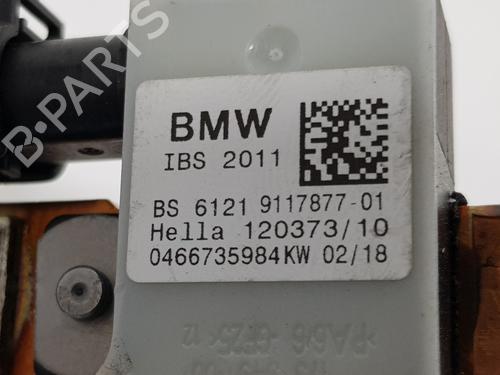 B-PARTS
BMW
IBS 2011
BS 6121 9117877-01
Hella 120373/10
0466735984KW 02/18